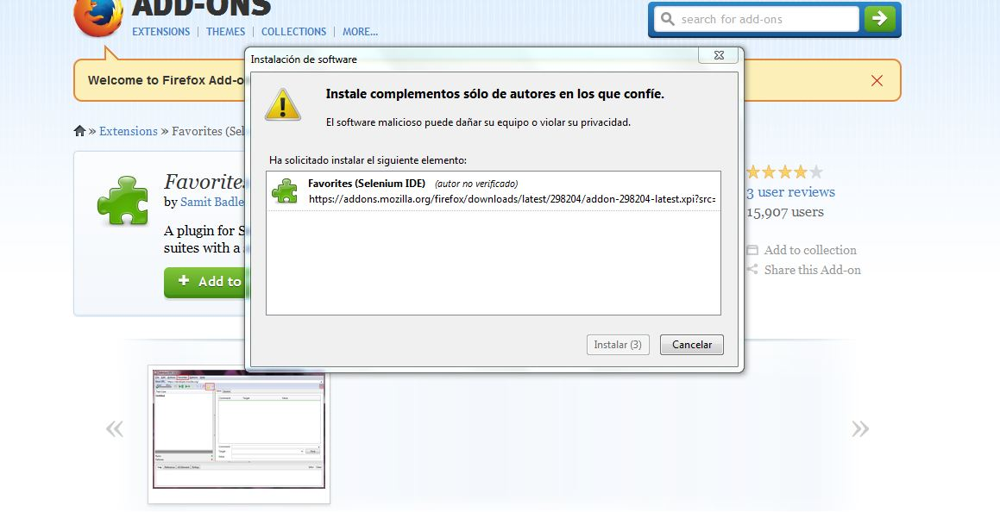 ADD-ONS
EXTENSIONS | THEMES | COLLECTIONS | MORE...
search for add-ons
Instalación de software
Welcome to Firefox Add-o
Instale complementos sólo de autores en los que confíe.
El software malicioso puede dañar su equipo o violar su privacidad.
» Extensions » Favorites (Sel
Ha solicitado instalar el siguiente elemento:
Favorites
by Samit Badle
A plugin for S
suites with a
+ Add to
Favorites (Selenium IDE) (autor no verificado)
https://addons.mozilla.org/firefox/downloads/latest/298204/addon-298204-latest.xpi?src=
3 user reviews
15,907 users
Add to collection
Share this Add-on
Instalar (3)
Cancelar